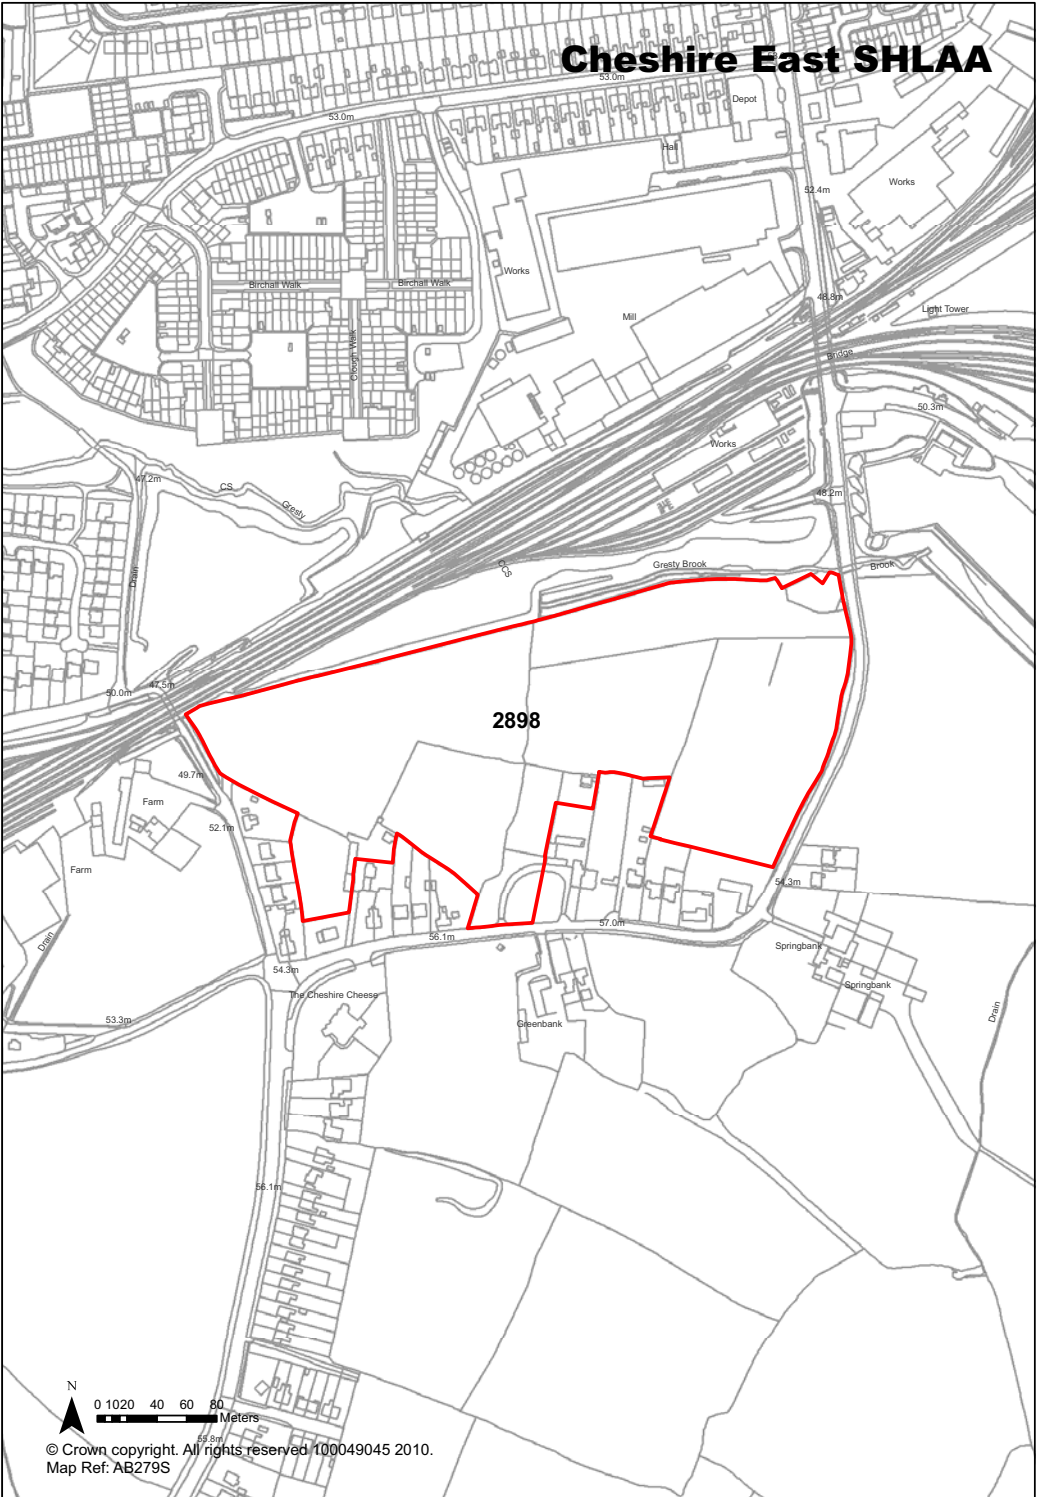 Cheshire East SHLAA
53.0m
Depot
53.0m
Hall
Works
52.4m
Works
Birchall Walk
Birchall Walk
48.8m
Light Tower
Mill
Clough Walk
Bridge
50.3m
Works
47.2m
CS
48.2m
Gresty
Drain
CCS
Gresty Brook
Brook
47.5m
50.0m
2898
49.7m
Farm
52.1m
Farm
54.3m
57.0m
56.1m
Drain
Springbank
54.3m
Springbank
The Cheshire Cheese
Drain
53.3m
Greenbank
56.1m
N
0 1020 40 60 80
Meters
55.8m
© Crown copyright. All rights reserved 100049045 2010.
Map Ref: AB279S